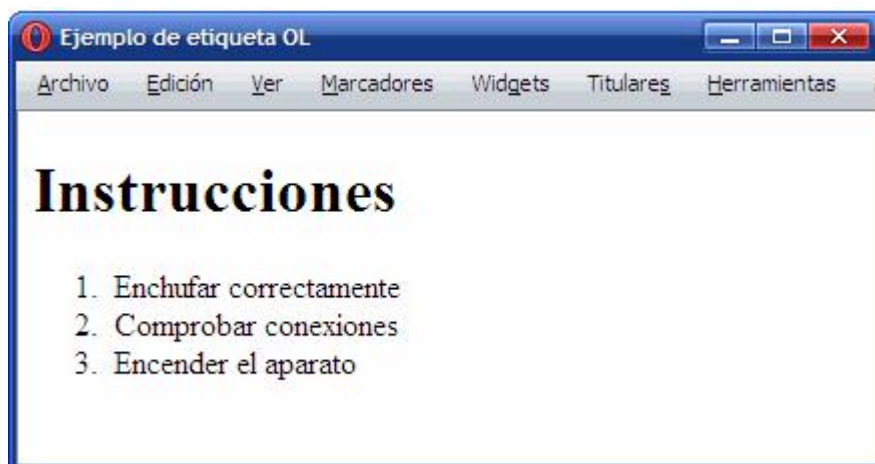 Ejemplo de etiqueta OL
Archivo Edición Ver Marcadores Widgets Titulares Herramientas
Instrucciones
1. Enchufar correctamente
2. Comprobar conexiones
3. Encender el aparato